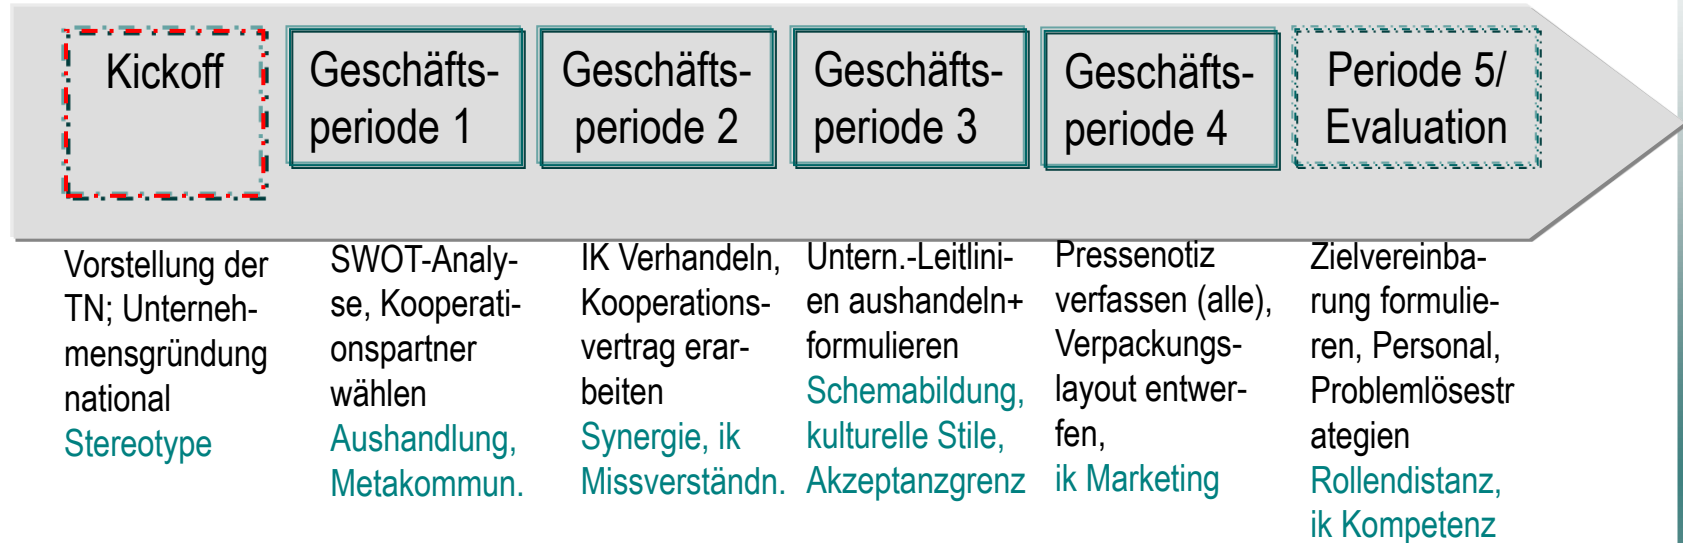 Kickoff
Geschäfts-
periode 1
Geschäfts-
periode 2
Geschäfts-
periode 3
Geschäfts-
periode 4
Periode 5/
Evaluation
Vorstellung der
TN; Unterneh-
mensgründung
national
Stereotype
SWOT-Analy-
se, Kooperati-
onspartner
wählen
Aushandlung,
Metakommun.
IK Verhandeln,
Kooperations-
vertrag erar-
beiten
Synergie, ik
Missverständn.
Untern.-Leitlini-
en aushandeln+
formulieren
Schemabildung,
kulturelle Stile,
Akzeptanzgrenz
Pressenotiz
verfassen (alle),
Verpackungs-
layout entwer-
fen,
ik Marketing
Zielvereinba-
rung formulie-
ren, Personal,
Problemlösestr
ategien
Rollendistanz,
ik Kompetenz